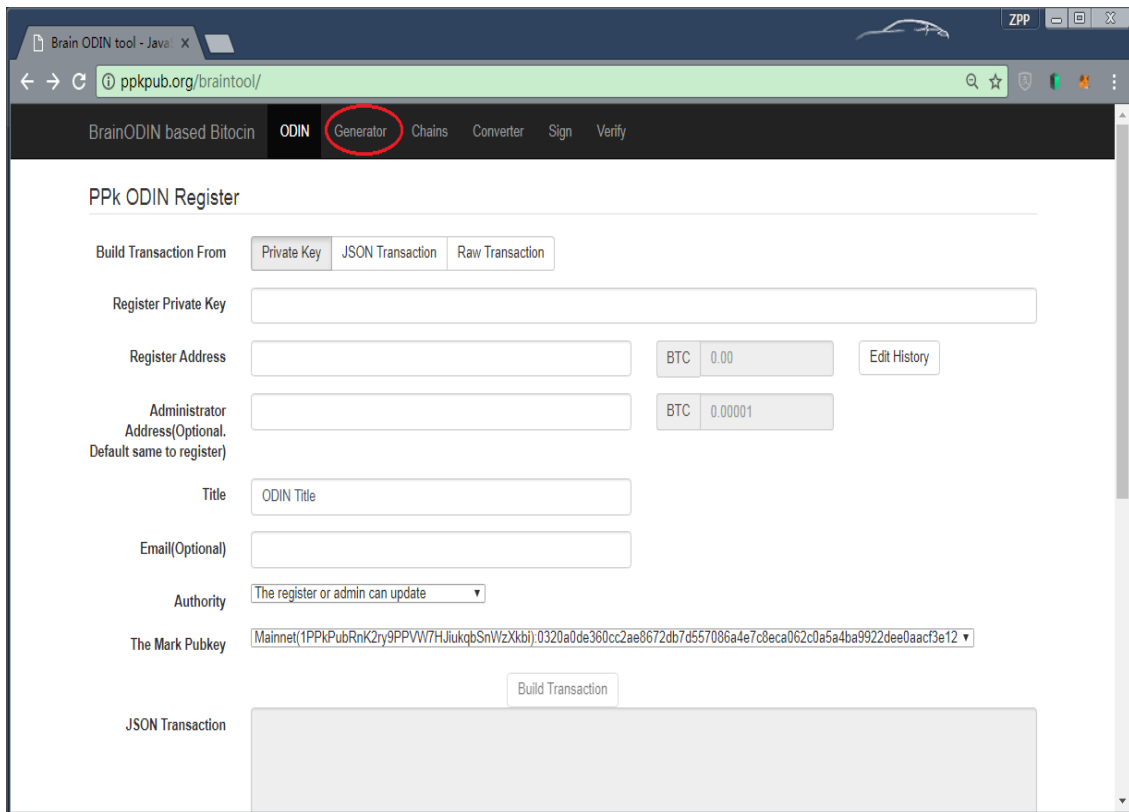 ZPP
Brain ODIN tool - Java
ppkpub.org/braintool/
BrainODIN based Bitocin ODIN Generator Chains Converter Sign Verify
PPk ODIN Register
Build Transaction From Private Key JSON Transaction Raw Transaction
Register Private Key
Register Address BTC 0.00 Edit History
Administrator
Address(Optional.
Default same to register)
BTC 0.00001
Title ODIN Title
Email(Optional)
Authority The register or admin can update
The Mark Pubkey Mainnet(1PPkPubRnK2ry9PPVW7HJiukqbSnWzXkbi):0320a0de360cc2ae8672db7d557086a4e7c8eca062c0a5a4ba9922dee0aacf3e12
Build Transaction
JSON Transaction